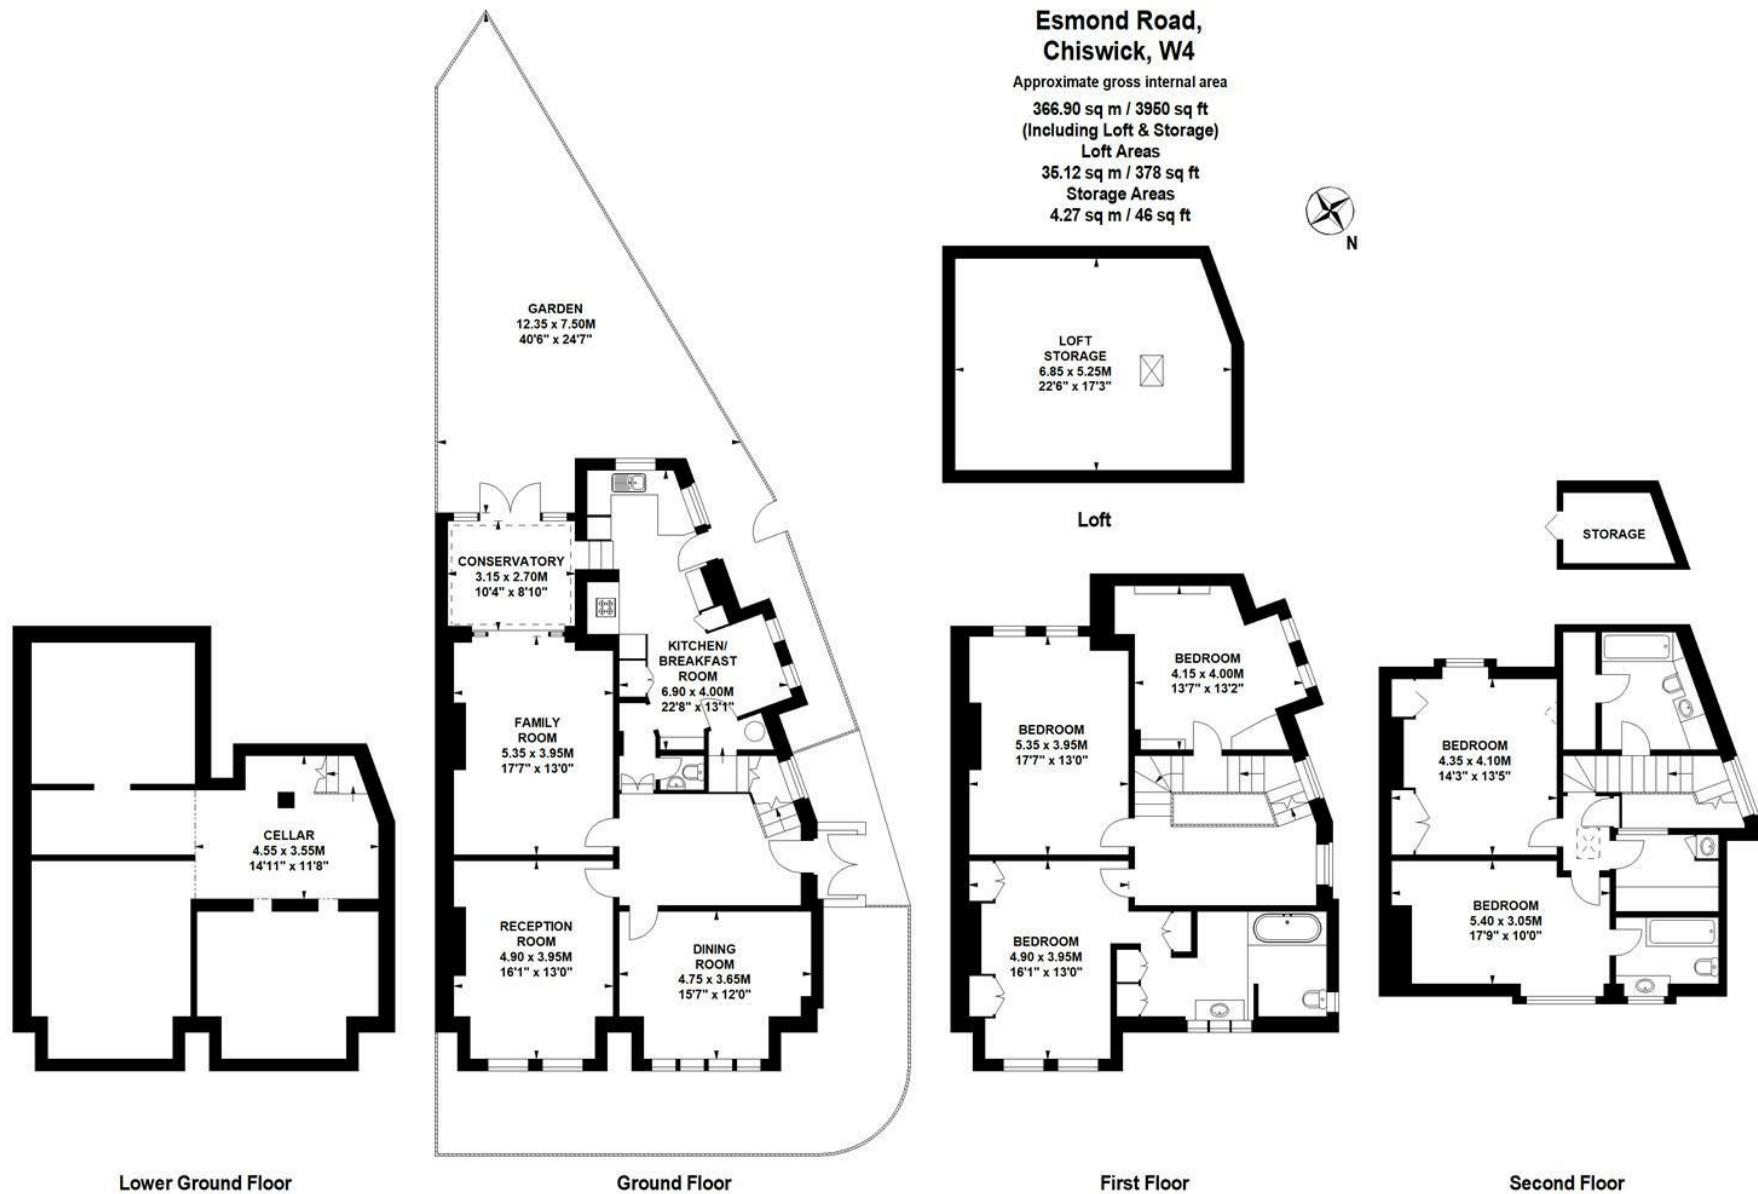 Esmond Road,
Chiswick, W4
Approximate gross internal area
366.90 sq m / 3950 sq ft
(Including Loft & Storage)
Loft Areas
35.12 sq m / 378 sq ft
Storage Areas
4.27 sq m / 46 sq ft
N
GARDEN
12.35 x 7.50M
40'6" x 24'7"
LOFT
STORAGE
6.85 x 5.25M
22'6" x 17'3"
Loft
STORAGE
CONSERVATORY
3.15 x 2.70M
10'4" x 8'10"
KITCHEN/
BREAKFAST
ROOM
6.90 x 4.00M
22'8" x 13'1"
FAMILY
ROOM
5.35 x 3.95M
17'7" x 13'0"
RECEPTION
ROOM
4.90 x 3.95M
16'1" x 13'0"
DINING
ROOM
4.75 x 3.65M
15'7" x 12'0"
CELLAR
4.55 x 3.55M
14'11" x 11'8"
BEDROOM
4.15 x 4.00M
13'7" x 13'2"
BEDROOM
5.35 x 3.95M
17'7" x 13'0"
BEDROOM
4.90 x 3.95M
16'1" x 13'0"
BEDROOM
4.35 x 4.10M
14'3" x 13'5"
BEDROOM
5.40 x 3.05M
17'9" x 10'0"
Lower Ground Floor
Ground Floor
First Floor
Second Floor